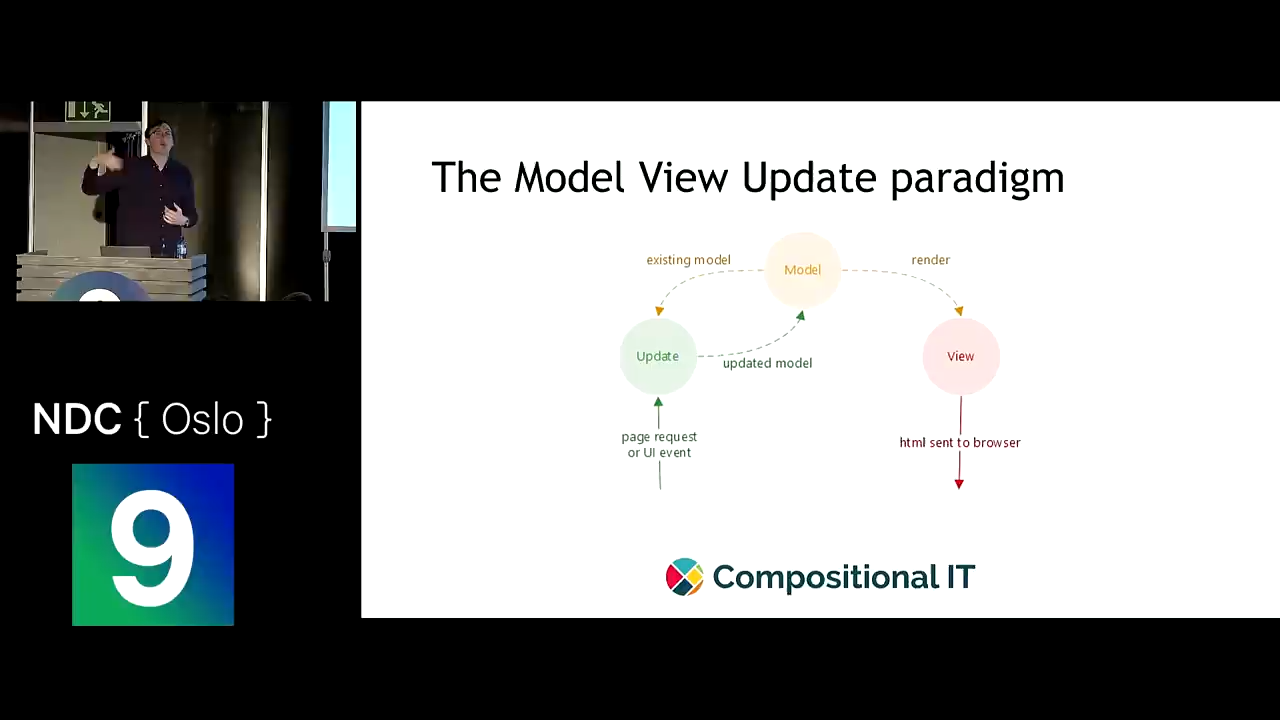 The Model View Update paradigm
existing model
Model
render
Update
updated model
View
page request
or UI event
html sent to browser
Compositional IT
NDC { Oslo }
9